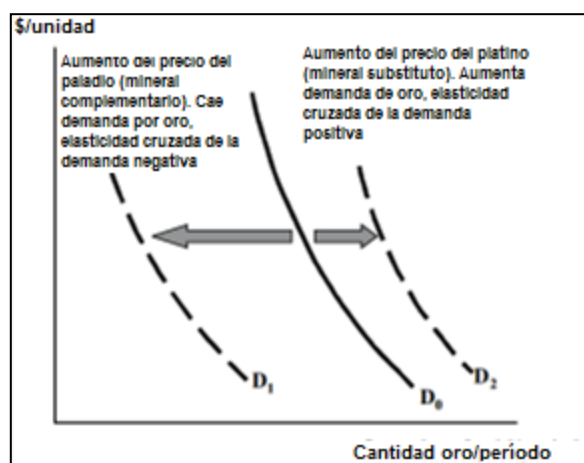 $/unidad
Aumento del precio del
paladio (mineral
complementario). Cae
demanda por oro,
elasticidad cruzada de la
demanda negativa
Aumento del precio del platino
(mineral substituto). Aumenta
demanda de oro, elasticidad
cruzada de la demanda
positiva
D₁
D₀
D₂
Cantidad oro/período